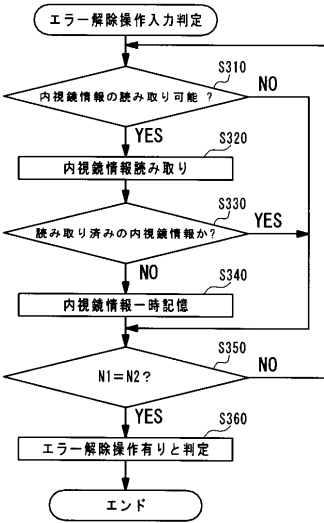 エラー解除操作入力判定
S310
内視鏡情報の読み取り可能？
NO
YES
S320
内視鏡情報読み取り
S330
読み取り済みの内視鏡情報か？
YES
NO
S340
内視鏡情報一時記憶
S350
N1＝N2？
NO
YES
S360
エラー解除操作有りと判定
エンド